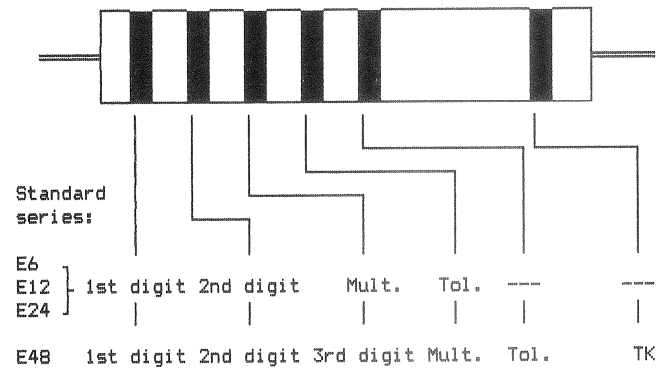 Standard
series:
E6
E12 1st digit 2nd digit Mult. Tol. --- ---
E24
E48 1st digit 2nd digit 3rd digit Mult. Tol. TK